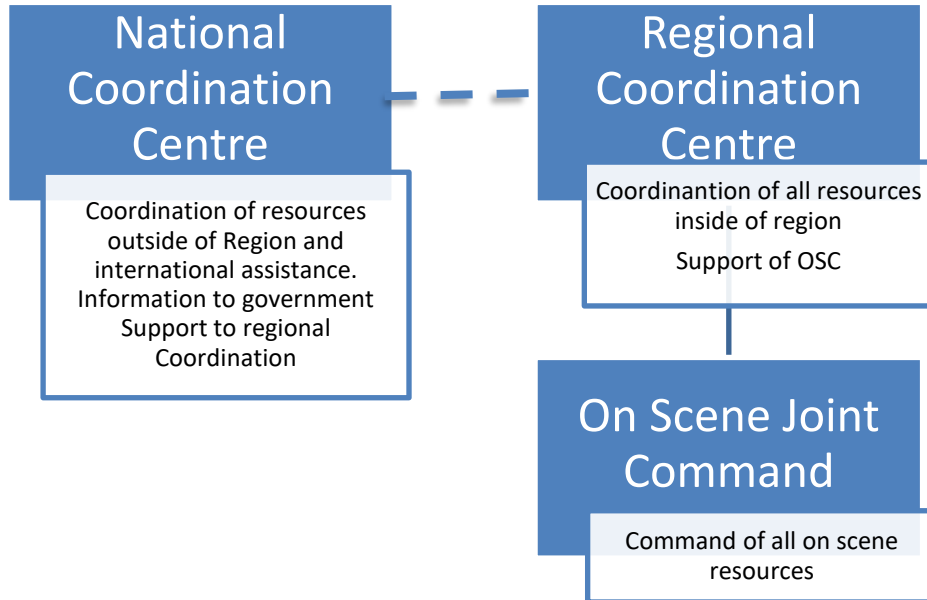 National
Coordination
Centre
Coordination of resources
outside of Region and
international assistance.
Information to government
Support to regional
Coordination
Regional
Coordination
Centre
Coordinantion of all resources
inside of region
Support of OSC
On Scene Joint
Command
Command of all on scene
resources